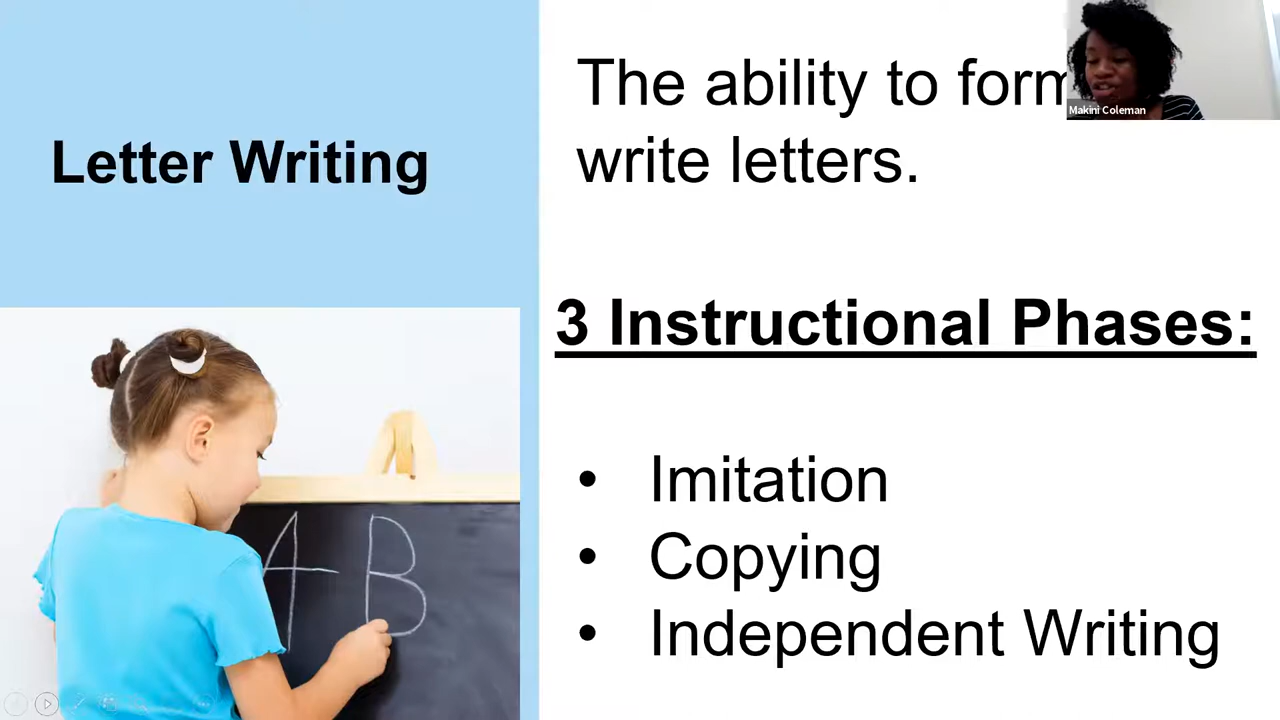 Letter Writing
The ability to form
write letters.
Makini Coleman
3 Instructional Phases:
• Imitation
• Copying
• Independent Writing
A B